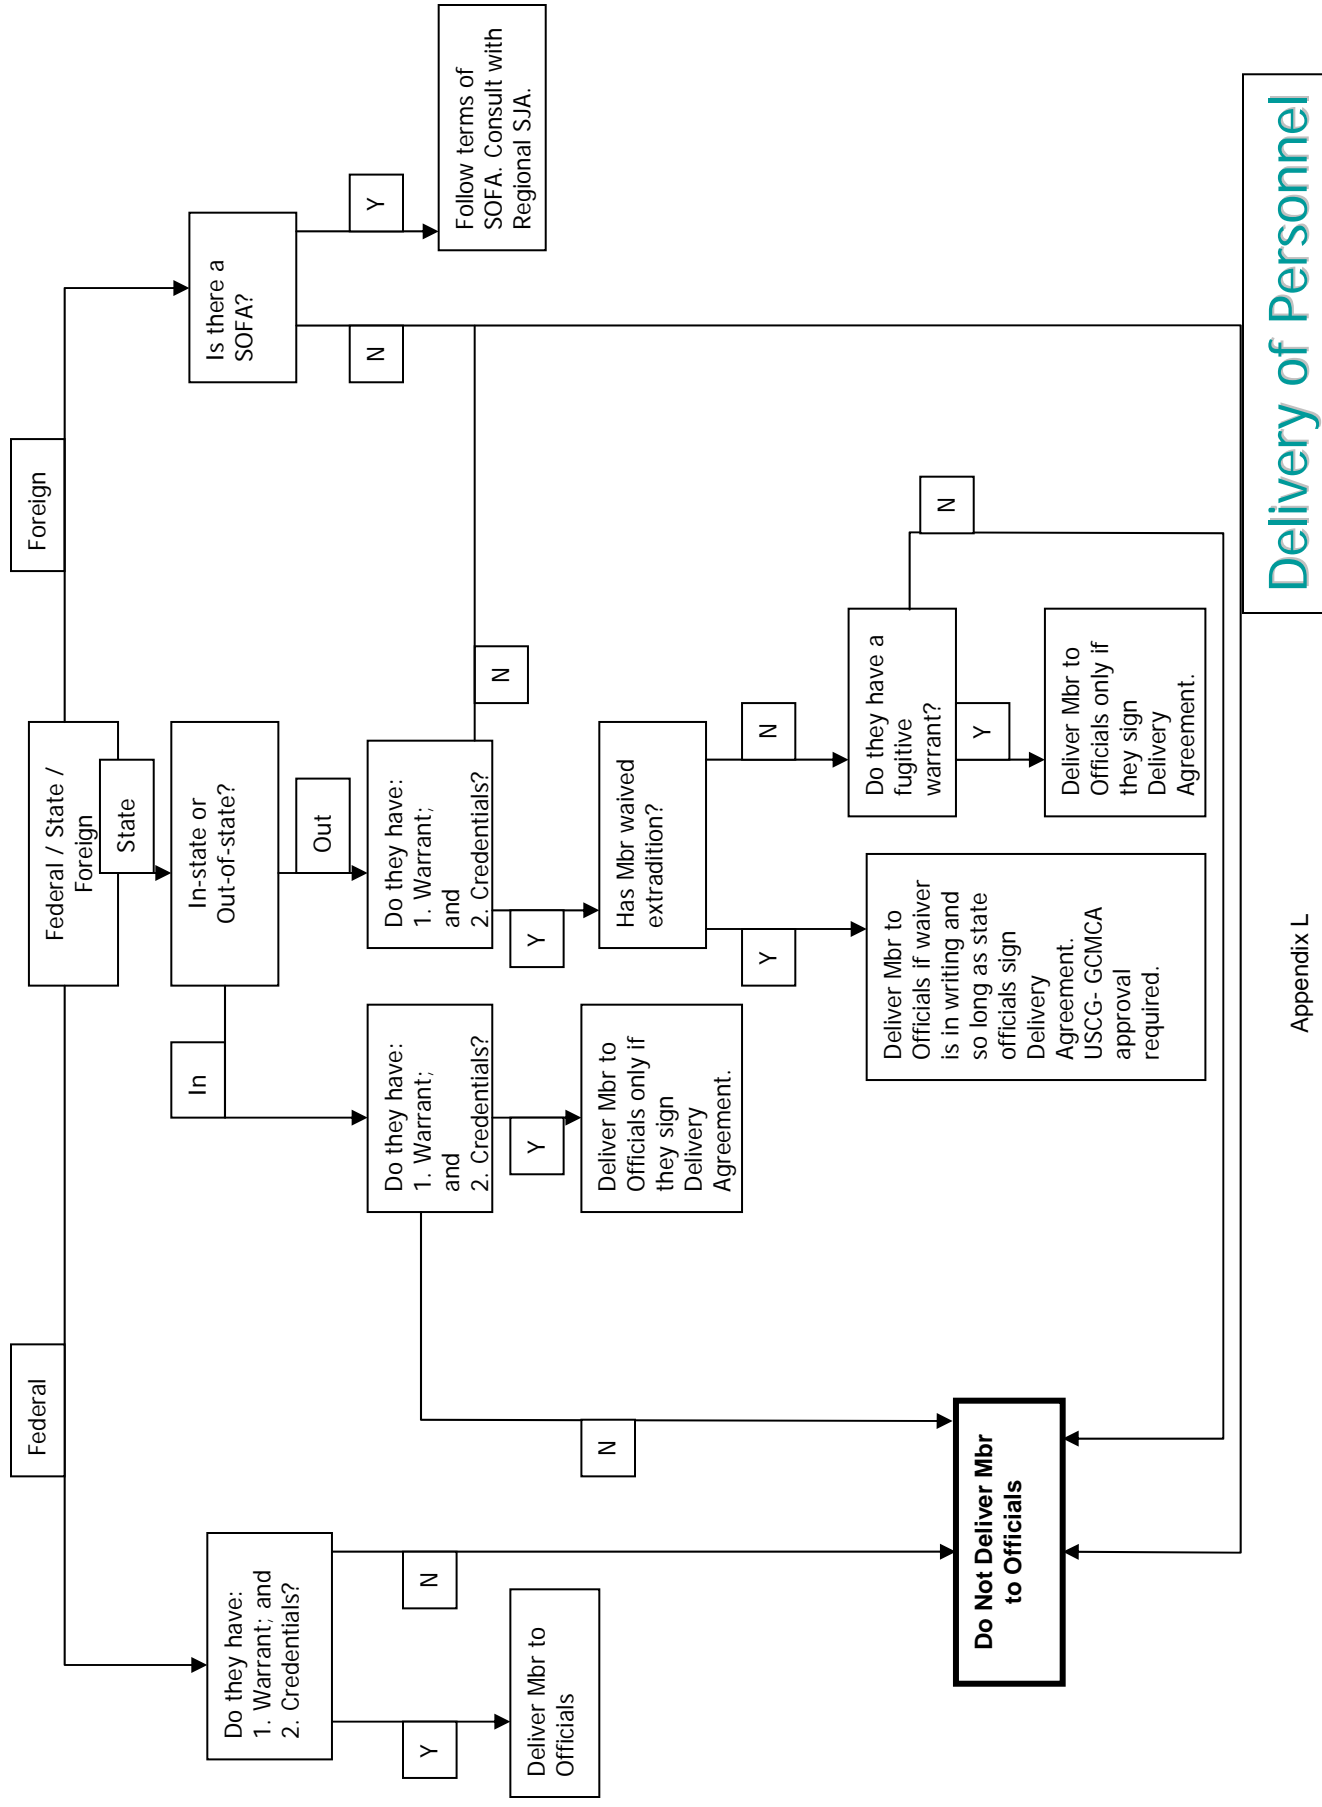 Federal
Foreign
Federal / State /
Foreign
State
Do they have:
1. Warrant; and
2. Credentials?
Y
N
Deliver Mbr to
Officials
In-state or
Out-of-state?
In
Out
Do they have:
1. Warrant;
and
2. Credentials?
Y
N
Deliver Mbr to
Officials only if
they sign
Delivery
Agreement.
Do they have:
1. Warrant;
and
2. Credentials?
Y
N
Has Mbr waived
extradition?
Y
N
Deliver Mbr to
Officials if waiver
is in writing and
so long as state
officials sign
Delivery
Agreement.
USCG- GCMCA
approval
required.
Do they have a
fugitive
warrant?
Y
N
Deliver Mbr to
Officials only if
they sign
Delivery
Agreement.
Is there a
SOFA?
N
Y
Follow terms of
SOFA. Consult with
Regional SJA.
Do Not Deliver Mbr
to Officials
Delivery of Personnel
Appendix L